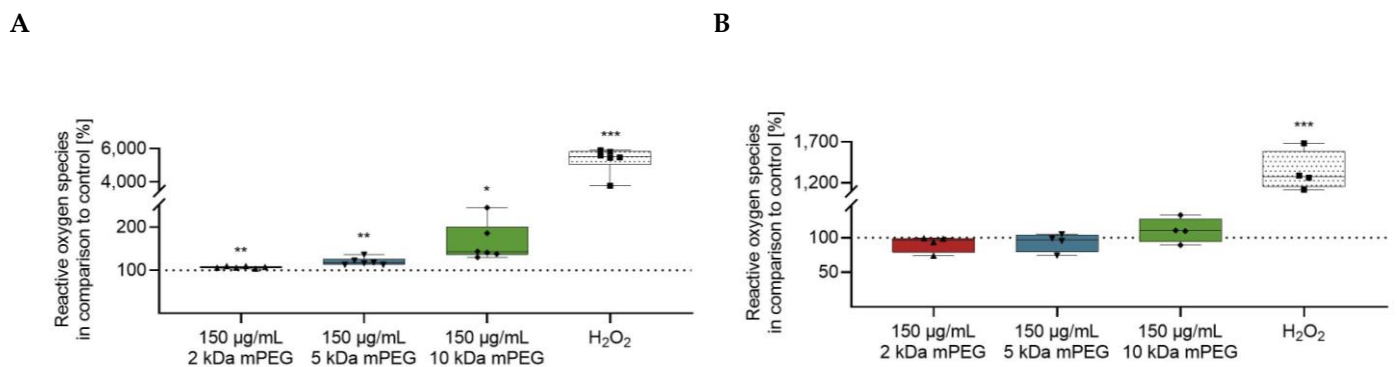 A
Reactive oxygen species
in comparison to control [%]
6,000
4,000
200
100
**
**
*
***
150 µg/mL
2 kDa mPEG
150 µg/mL
5 kDa mPEG
150 µg/mL
10 kDa mPEG
H₂O₂
B
Reactive oxygen species
in comparison to control [%]
1,700
1,200
100
50
***
150 µg/mL
2 kDa mPEG
150 µg/mL
5 kDa mPEG
150 µg/mL
10 kDa mPEG
H₂O₂